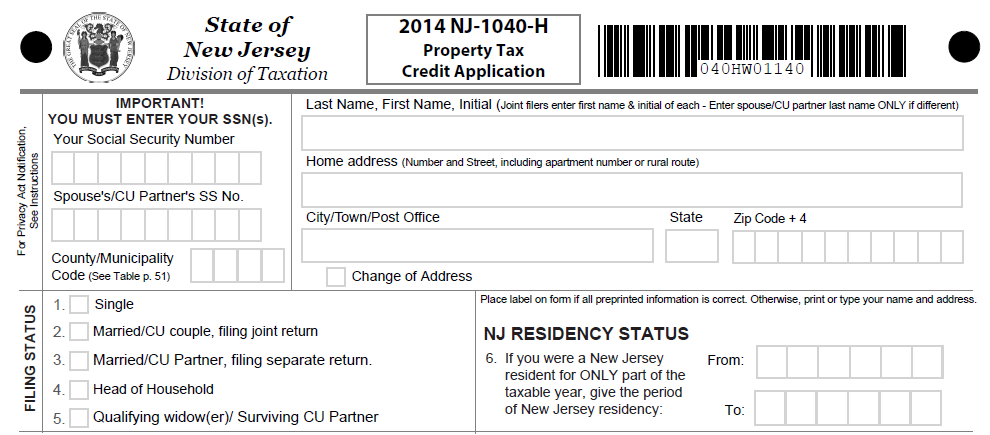 State of
New Jersey
Division of Taxation
2014 NJ-1040-H
Property Tax
Credit Application
040HW01140
For Privacy Act Notification,
See Instructions
IMPORTANT!
YOU MUST ENTER YOUR SSN(s).
Your Social Security Number
Spouse's/CU Partner's SS No.
County/Municipality
Code (See Table p. 51)
Last Name, First Name, Initial (Joint filers enter first name & initial of each - Enter spouse/CU partner last name ONLY if different)
Home address (Number and Street, including apartment number or rural route)
City/Town/Post Office State Zip Code + 4
Change of Address
FILING STATUS
1. Single
2. Married/CU couple, filing joint return
3. Married/CU Partner, filing separate return.
4. Head of Household
5. Qualifying widow(er)/ Surviving CU Partner
Place label on form if all preprinted information is correct. Otherwise, print or type your name and address.
NJ RESIDENCY STATUS
6. If you were a New Jersey
resident for ONLY part of the
taxable year, give the period
of New Jersey residency:
From:
To: